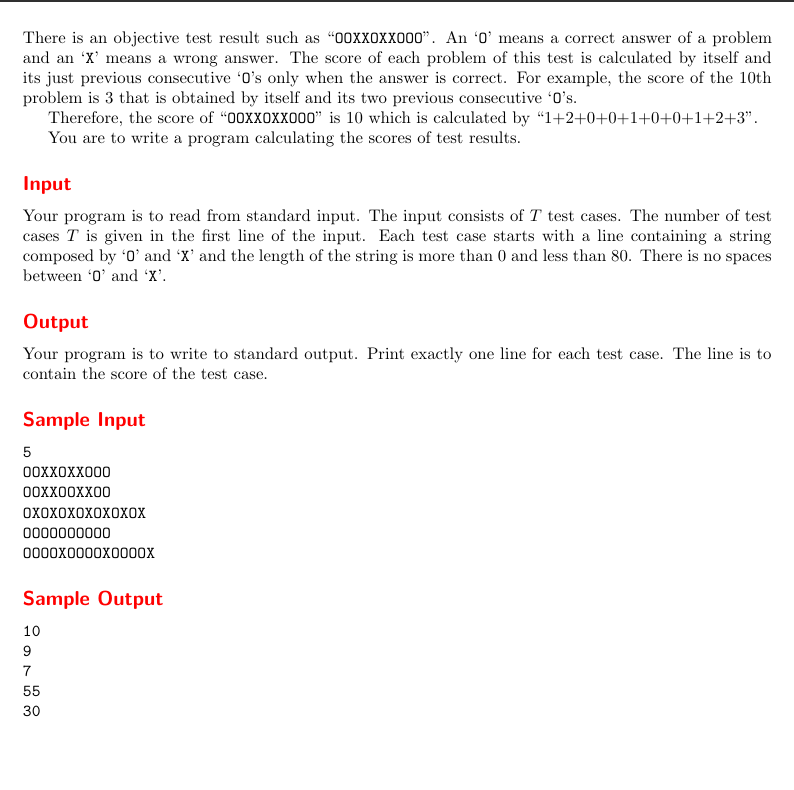 There is an objective test result such as “OOXXOXXOOO”. An ‘O’ means a correct answer of a problem
and an ‘X’ means a wrong answer. The score of each problem of this test is calculated by itself and
its just previous consecutive ‘O’s only when the answer is correct. For example, the score of the 10th
problem is 3 that is obtained by itself and its two previous consecutive ‘O’s.
Therefore, the score of “OOXXOXXOOO” is 10 which is calculated by “1+2+0+0+1+0+0+1+2+3”.
You are to write a program calculating the scores of test results.
Input
Your program is to read from standard input. The input consists of T test cases. The number of test
cases T is given in the first line of the input. Each test case starts with a line containing a string
composed by ‘O’ and ‘X’ and the length of the string is more than 0 and less than 80. There is no spaces
between ‘O’ and ‘X’.
Output
Your program is to write to standard output. Print exactly one line for each test case. The line is to
contain the score of the test case.
Sample Input
5
OOXXOXXOOO
OOXXOOXXOO
OXOXOXOXOXOXOX
OOOOOOOOOO
OOOOXOOOOXOOOOX
Sample Output
10
9
7
55
30